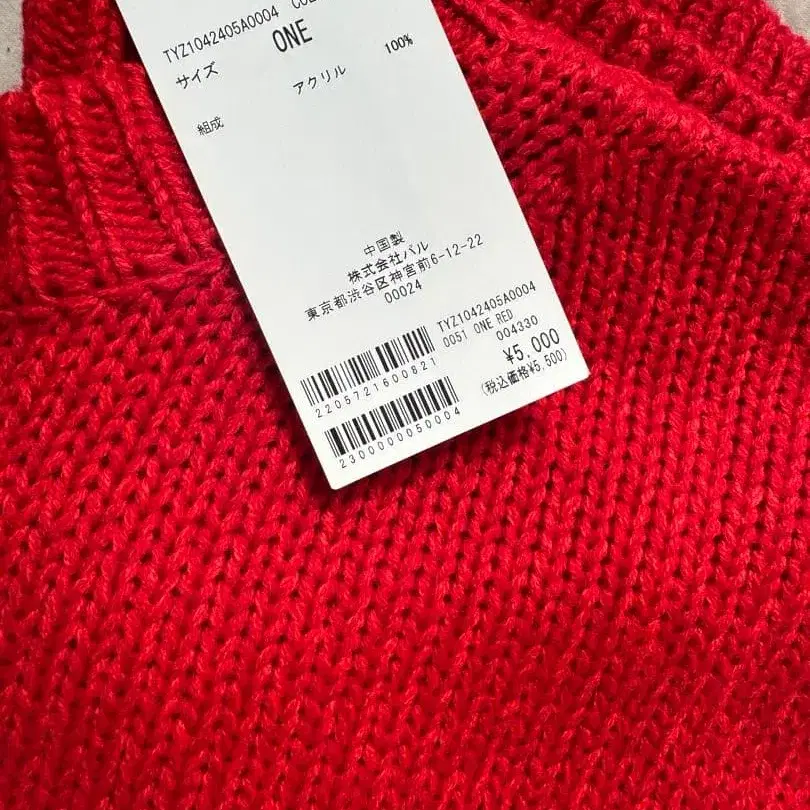 TYZ1042405A0004
サイズ ONE
組成 アクリル 100%
中国製
株式会社パル
東京都渋谷区神宮前6-12-22
00024
TYZ1042405A0004
0051 ONE RED
004330
¥5,000
(税込価格¥5,500)
2205721600821
2300000050004